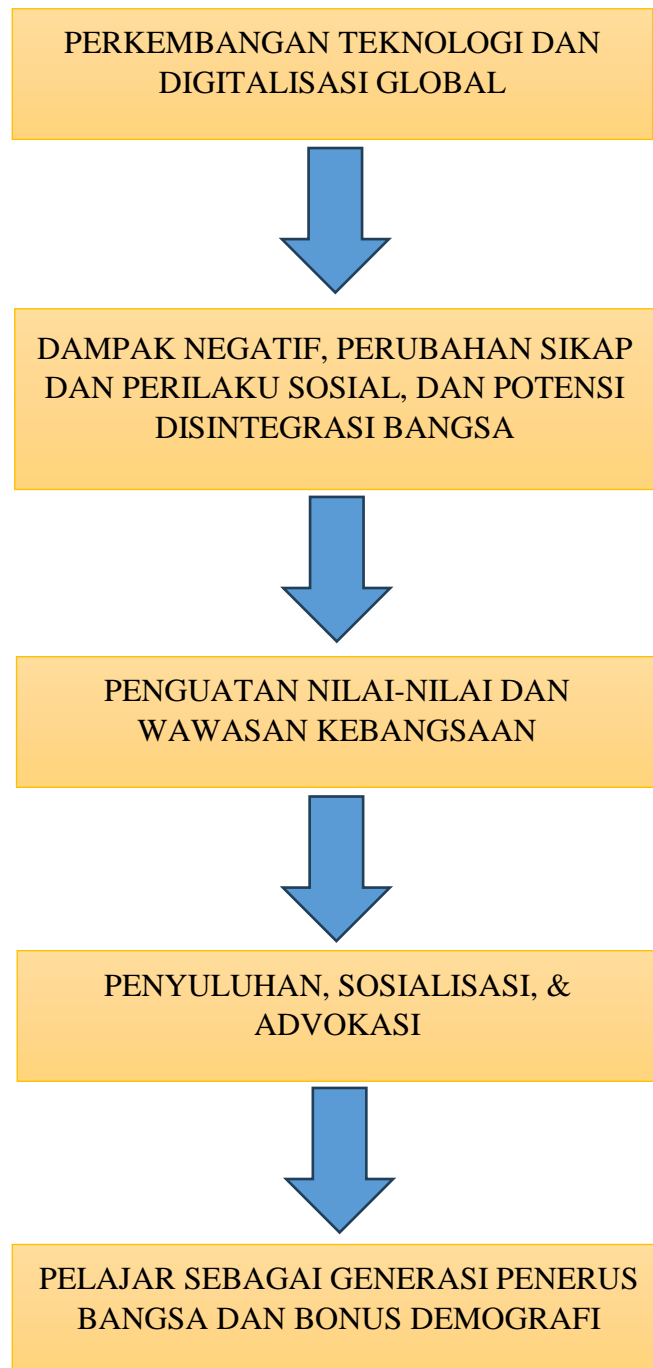 PERKEMBANGAN TEKNOLOGI DAN
DIGITALISASI GLOBAL
DAMPAK NEGATIF, PERUBAHAN SIKAP
DAN PERILAKU SOSIAL, DAN POTENSI
DISINTEGRASI BANGSA
PENGUATAN NILAI-NILAI DAN
WAWASAN KEBANGSAAN
PENYULUHAN, SOSIALISASI, &
ADVOKASI
PELAJAR SEBAGAI GENERASI PENERUS
BANGSA DAN BONUS DEMOGRAFI